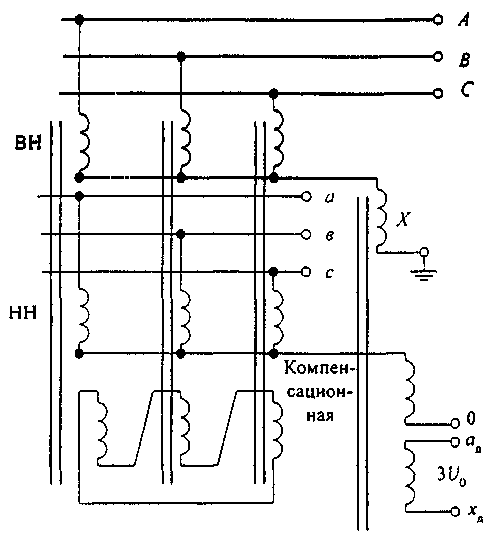 A
B
C
ВН
a
X
в
c
НН
Компен-
сацион-
ная
0
aд
3U₀
xд